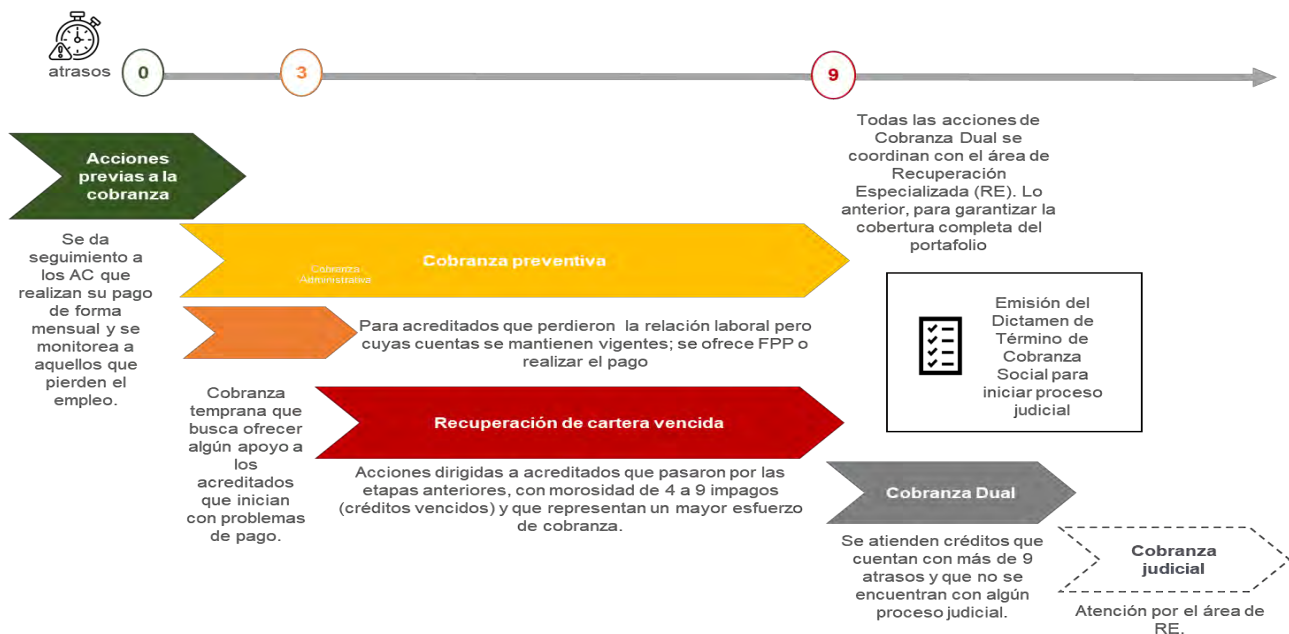 atrasos
0
3
9
Acciones
previas a la
cobranza
Se da
seguimiento a
los AC que
realizan su pago
de forma
mensual y se
monitorea a
aquellos que
pierden el
empleo.
Cobranza preventiva
Cobranza
Administrativa
Para acreditados que perdieron la relación laboral pero
cuyas cuentas se mantienen vigentes; se ofrece FPP o
realizar el pago
Cobranza
temprana que
busca ofrecer
algún apoyo a
los
acreditados
que inician
con problemas
de pago.
Recuperación de cartera vencida
Acciones dirigidas a acreditados que pasaron por las
etapas anteriores, con morosidad de 4 a 9 impagos
(créditos vencidos) y que representan un mayor esfuerzo
de cobranza.
Todas las acciones de
Cobranza Dual se
coordinan con el área de
Recuperación
Especializada (RE). Lo
anterior, para garantizar la
cobertura completa del
portafolio
Emisión del
Dictamen de
Término de
Cobranza
Social para
iniciar proceso
judicial
Cobranza Dual
Se atienden créditos que
cuentan con más de 9
atrasos y que no se
encuentran con algún
proceso judicial.
Cobranza
judicial
Atención por el área de
RE.